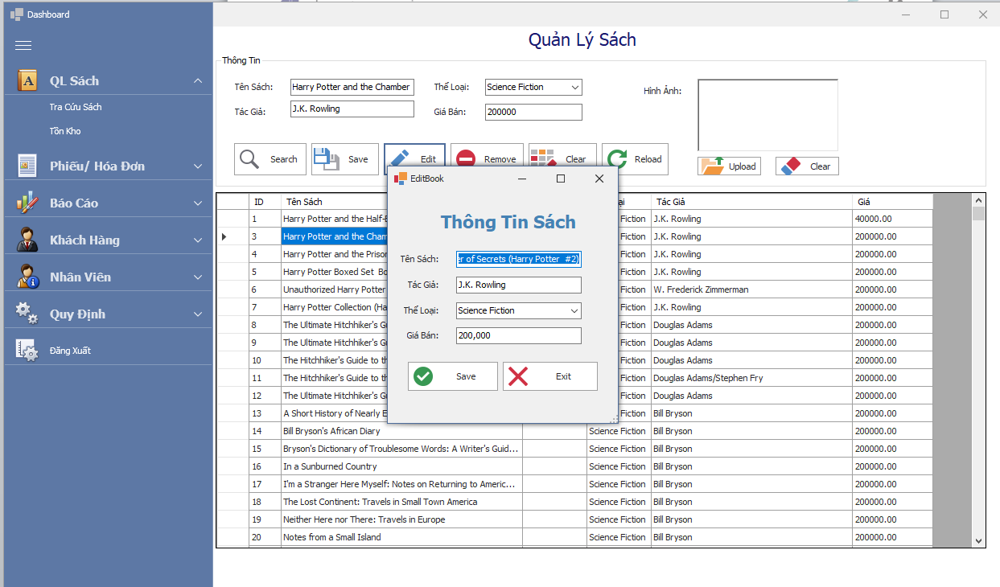 Dashboard
QL Sách
Tra Cứu Sách
Tồn Kho
Phiếu/ Hóa Đơn
Báo Cáo
Khách Hàng
Nhân Viên
Quy Định
Đăng Xuất
Quản Lý Sách
Thông Tin
Tên Sách: Harry Potter and the Chamber Thể Loại: Science Fiction Hình Ảnh:
Tác Giả: J.K. Rowling Giá Bán: 200000
Search Save Edit Remove Clear Reload Upload Clear
EditBook
Thông Tin Sách
Tên Sách: er of Secrets (Harry Potter #2)
Tác Giả: J.K. Rowling
Thể Loại: Science Fiction
Giá Bán: 200,000
Save Exit
ID Tên Sách ại Tác Giả Giá
1 Harry Potter and the Half-B Fiction J.K. Rowling 40000.00
3 Harry Potter and the Cham Fiction J.K. Rowling 200000.00
4 Harry Potter and the Prison Fiction J.K. Rowling 200000.00
5 Harry Potter Boxed Set Bo Fiction J.K. Rowling 200000.00
6 Unauthorized Harry Potter Fiction W. Frederick Zimmerman 200000.00
7 Harry Potter Collection (Ha Fiction J.K. Rowling 200000.00
8 The Ultimate Hitchhiker's Gu Fiction Douglas Adams 200000.00
9 The Ultimate Hitchhiker's Gu Fiction Douglas Adams 200000.00
10 The Hitchhiker's Guide to th Fiction Douglas Adams 200000.00
11 The Hitchhiker's Guide to th Fiction Douglas Adams/Stephen Fry 200000.00
12 The Ultimate Hitchhiker's Gu Fiction Douglas Adams 200000.00
13 A Short History of Nearly E Fiction Bill Bryson 200000.00
14 Bill Bryson's African Diary Science Fiction Bill Bryson 200000.00
15 Bryson's Dictionary of Troublesome Words: A Writer's Guid... Science Fiction Bill Bryson 200000.00
16 In a Sunburned Country Science Fiction Bill Bryson 200000.00
17 I'm a Stranger Here Myself: Notes on Returning to Americ... Science Fiction Bill Bryson 200000.00
18 The Lost Continent: Travels in Small Town America Science Fiction Bill Bryson 200000.00
19 Neither Here nor There: Travels in Europe Science Fiction Bill Bryson 200000.00
20 Notes from a Small Island Science Fiction Bill Bryson 200000.00